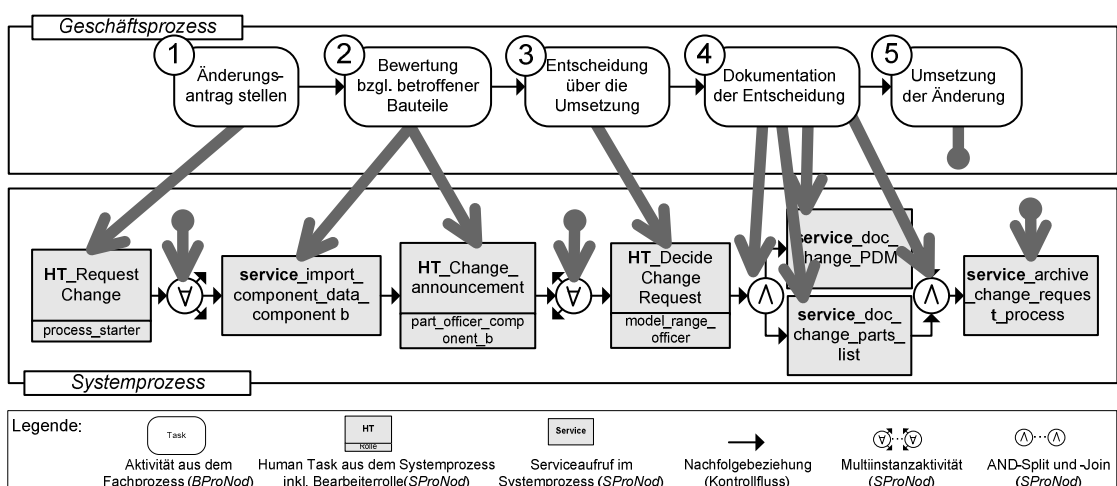 Geschäftsprozess
1
Änderungs-
antrag stellen
2
Bewertung
bzgl. betroffener
Bauteile
3
Entscheidung
über die
Umsetzung
4
Dokumentation
der Entscheidung
5
Umsetzung
der Änderung
HT_Request
Change
process_starter
∀
service_import_
component_data_
component b
HT_Change_
announcement
part_officer_comp
onent_b
∀
HT_Decide
Change
Request
model_range_
officer
Λ
service_doc_
change_PDM
service_doc_
change_parts_
list
Λ
service_archive
_change_reques
t_process
Systemprozess
Legende:
Task
Aktivität aus dem
Fachprozess (BProNod)
HT
Rolle
Human Task aus dem Systemprozess
inkl. Bearbeiterrolle(SProNod)
Service
Serviceaufruf im
Systemprozess (SProNod)
Nachfolgebeziehung
(Kontrollfluss)
∀...∀
Multiinstanzaktivität
(SProNod)
Λ...Λ
AND-Split und -Join
(SProNod)